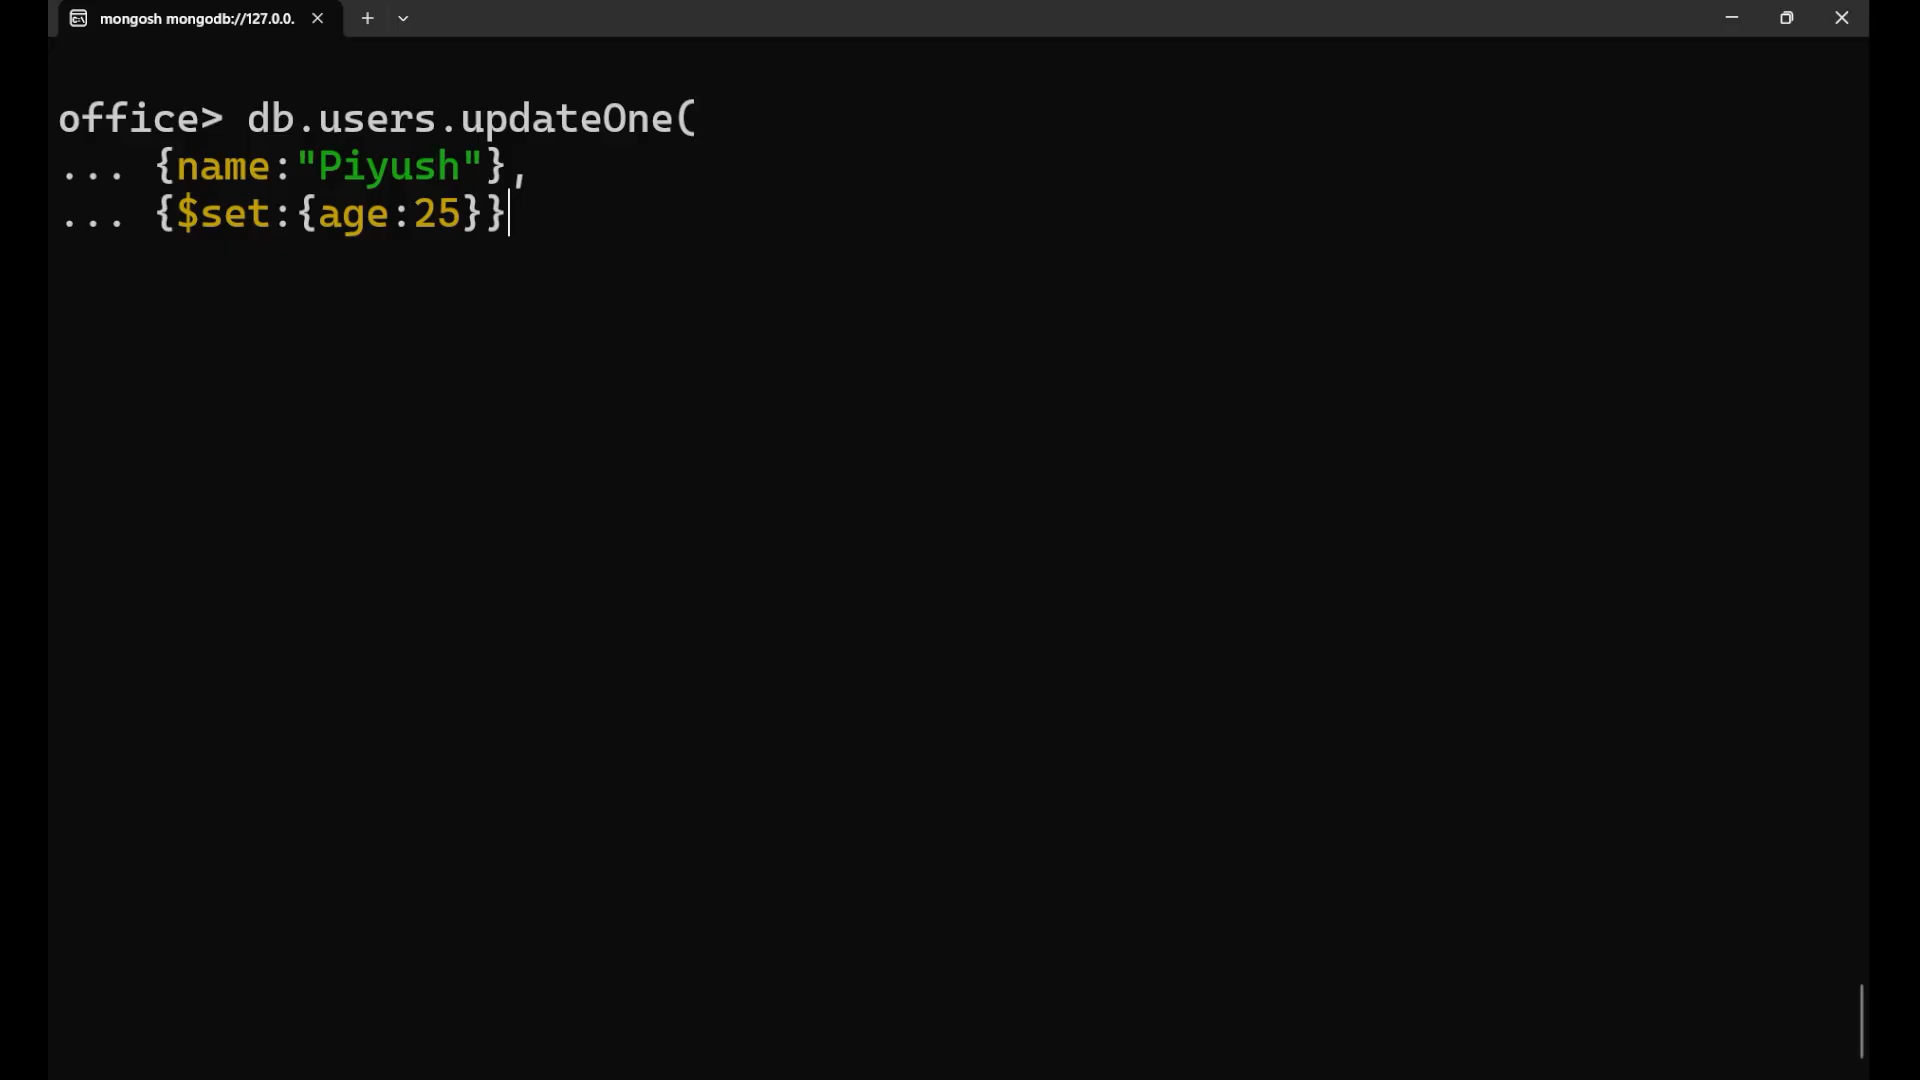 mongosh mongodb://127.0.0.
office> db.users.updateOne(
... {name:"Piyush"},
... {$set:{age:25}}